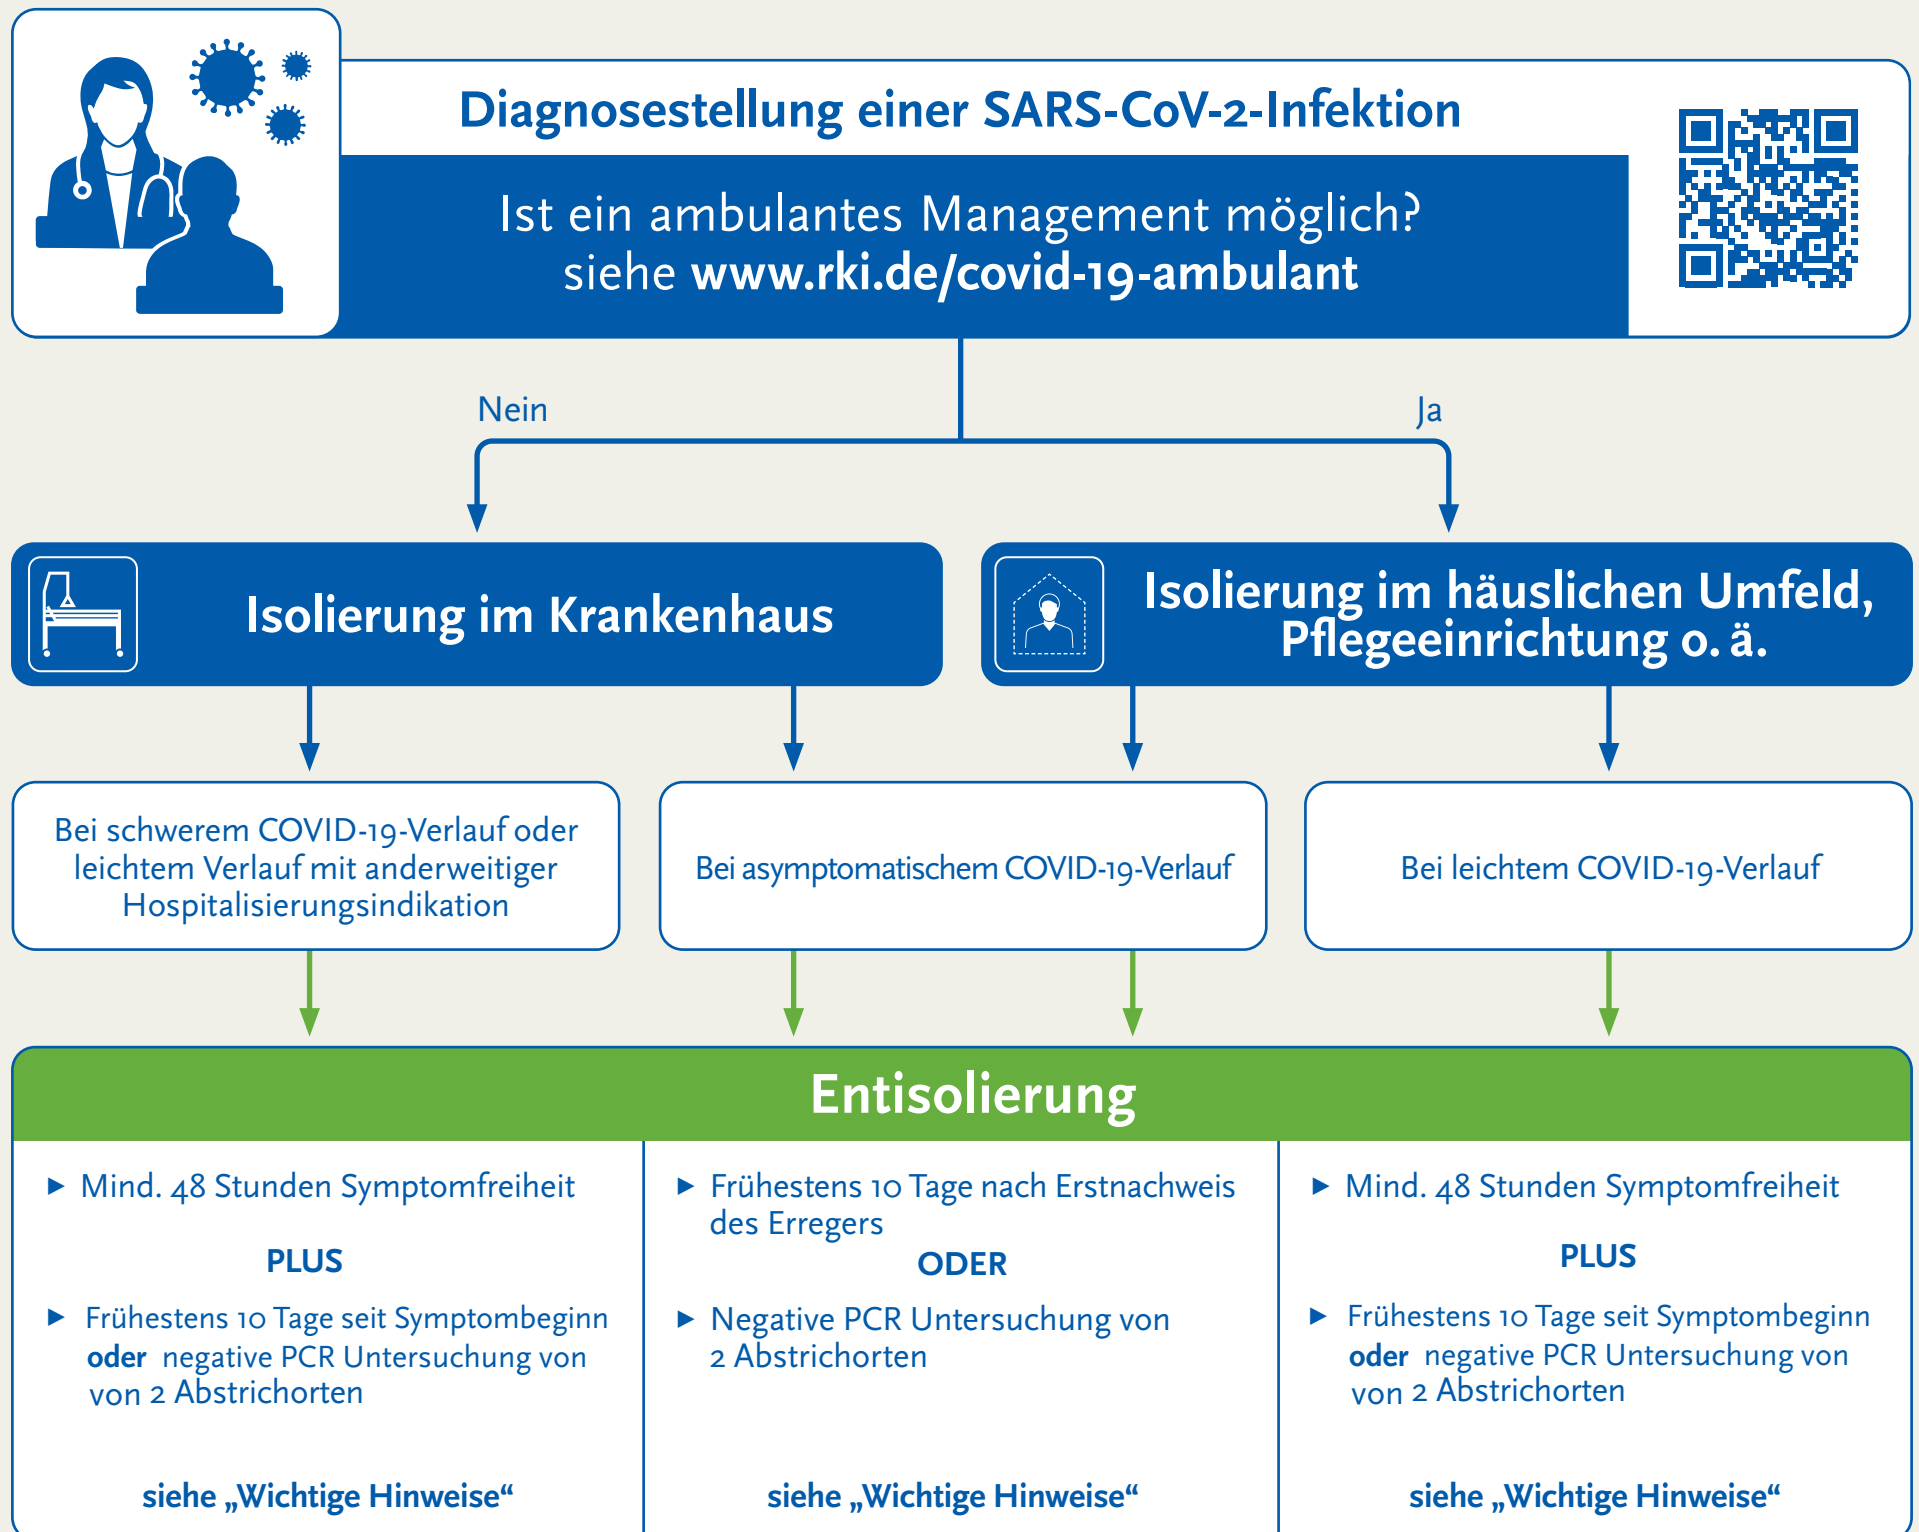 Diagnosestellung einer SARS-CoV-2-Infektion
Ist ein ambulantes Management möglich?
siehe www.rki.de/covid-19-ambulant
Nein
Ja
Isolierung im Krankenhaus
Isolierung im häuslichen Umfeld,
Pflegeeinrichtung o. ä.
Bei schwerem COVID-19-Verlauf oder
leichtem Verlauf mit anderweitiger
Hospitalisierungsindikation
Bei asymptomatischem COVID-19-Verlauf
Bei leichtem COVID-19-Verlauf
Entisolierung
► Mind. 48 Stunden Symptomfreiheit
PLUS
► Frühestens 10 Tage seit Symptombeginn
oder negative PCR Untersuchung von
von 2 Abstrichorten
siehe „Wichtige Hinweise“
► Frühestens 10 Tage nach Erstnachweis
des Erregers
ODER
► Negative PCR Untersuchung von
2 Abstrichorten
siehe „Wichtige Hinweise“
► Mind. 48 Stunden Symptomfreiheit
PLUS
► Frühestens 10 Tage seit Symptombeginn
oder negative PCR Untersuchung von
von 2 Abstrichorten
siehe „Wichtige Hinweise“